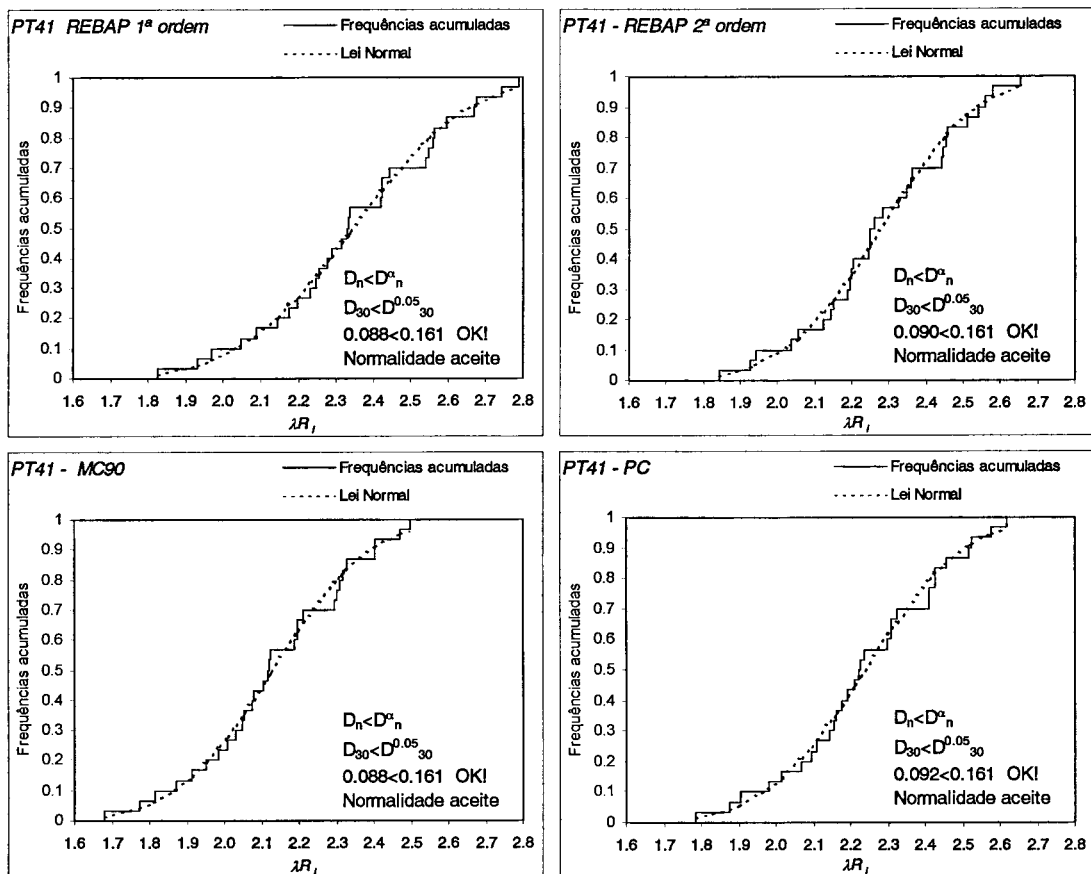 PT41 REBAP 1ª ordem
Frequências acumuladas
Lei Normal
Frequências acumuladas
1
0.9
0.8
0.7
0.6
0.5
0.4
0.3
0.2
0.1
0
Dn<Dαn
D30<D0.0530
0.088<0.161 OK!
Normalidade aceite
1.6 1.7 1.8 1.9 2.0 2.1 2.2 2.3 2.4 2.5 2.6 2.7 2.8
λRI
PT41 - REBAP 2ª ordem
Frequências acumuladas
Lei Normal
Frequências acumuladas
1
0.9
0.8
0.7
0.6
0.5
0.4
0.3
0.2
0.1
0
Dn<Dαn
D30<D0.0530
0.090<0.161 OK!
Normalidade aceite
1.6 1.7 1.8 1.9 2.0 2.1 2.2 2.3 2.4 2.5 2.6 2.7 2.8
λRI
PT41 - MC90
Frequências acumuladas
Lei Normal
Frequências acumuladas
1
0.9
0.8
0.7
0.6
0.5
0.4
0.3
0.2
0.1
0
Dn<Dαn
D30<D0.0530
0.088<0.161 OK!
Normalidade aceite
1.6 1.7 1.8 1.9 2.0 2.1 2.2 2.3 2.4 2.5 2.6 2.7 2.8
λRI
PT41 - PC
Frequências acumuladas
Lei Normal
Frequências acumuladas
1
0.9
0.8
0.7
0.6
0.5
0.4
0.3
0.2
0.1
0
Dn<Dαn
D30<D0.0530
0.092<0.161 OK!
Normalidade aceite
1.6 1.7 1.8 1.9 2.0 2.1 2.2 2.3 2.4 2.5 2.6 2.7 2.8
λRI